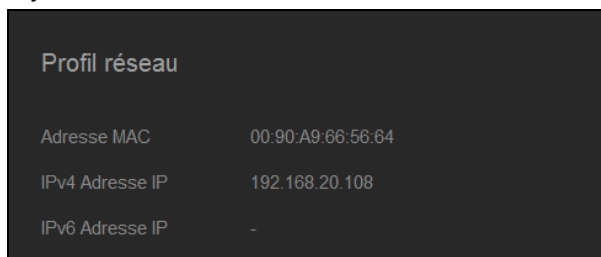 Profil réseau
Adresse MAC 00:90:A9:66:56:64
IPv4 Adresse IP 192.168.20.108
IPv6 Adresse IP -